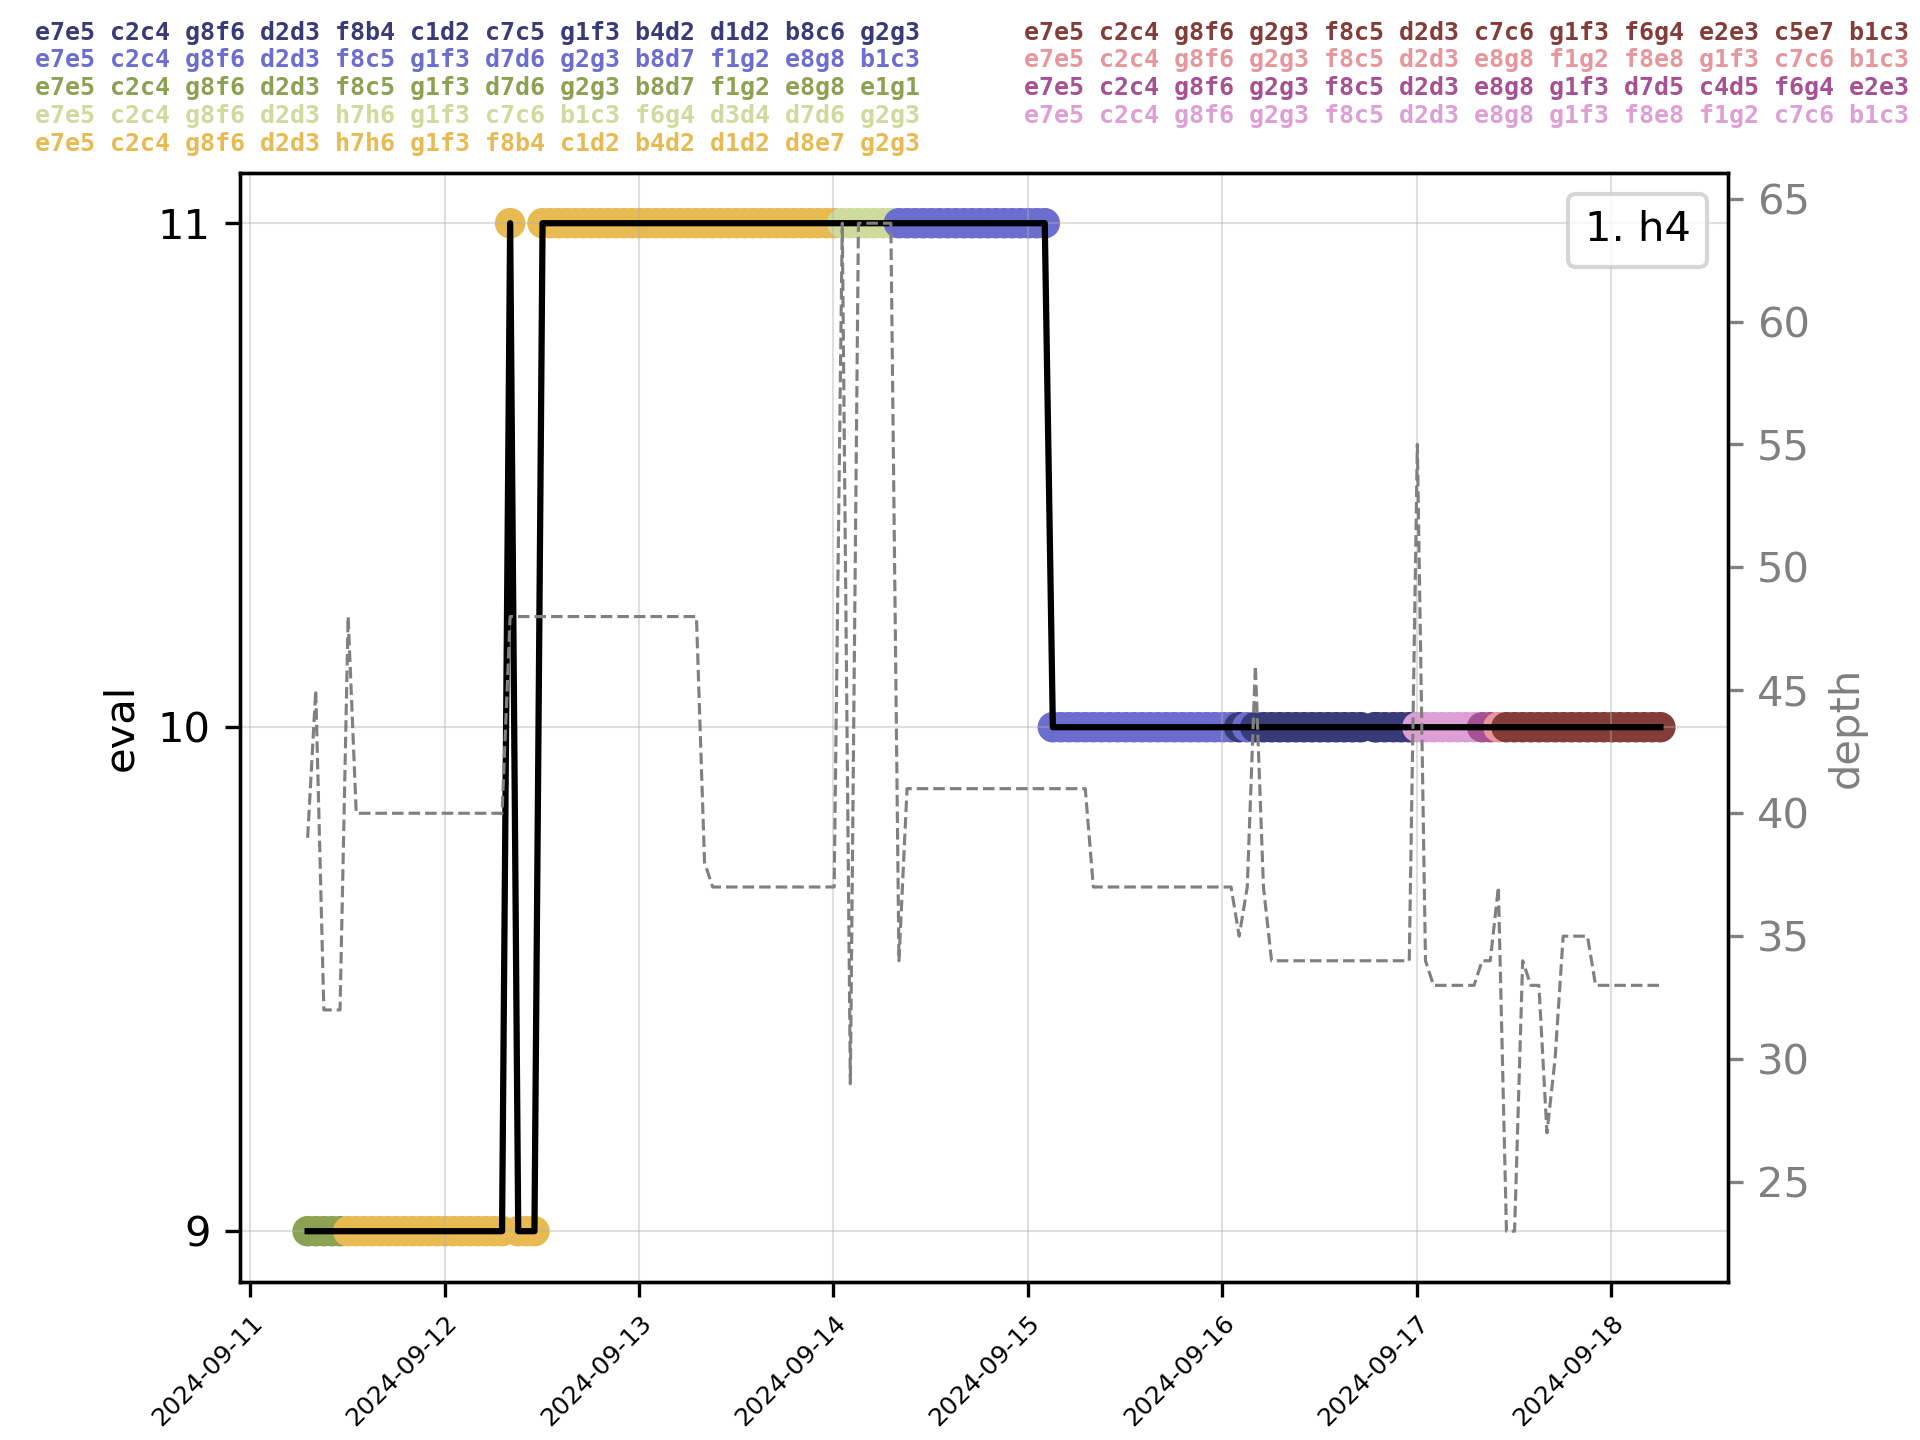 e7e5 c2c4 g8f6 d2d3 f8b4 c1d2 c7c5 g1f3 b4d2 d1d2 b8c6 g2g3
e7e5 c2c4 g8f6 d2d3 f8c5 g1f3 d7d6 g2g3 b8d7 f1g2 e8g8 b1c3
e7e5 c2c4 g8f6 d2d3 f8c5 g1f3 d7d6 g2g3 b8d7 f1g2 e8g8 e1g1
e7e5 c2c4 g8f6 d2d3 h7h6 g1f3 c7c6 b1c3 f6g4 d3d4 d7d6 g2g3
e7e5 c2c4 g8f6 d2d3 h7h6 g1f3 f8b4 c1d2 b4d2 d1d2 d8e7 g2g3
e7e5 c2c4 g8f6 g2g3 f8c5 d2d3 c7c6 g1f3 f6g4 e2e3 c5e7 b1c3
e7e5 c2c4 g8f6 g2g3 f8c5 d2d3 e8g8 f1g2 f8e8 g1f3 c7c6 b1c3
e7e5 c2c4 g8f6 g2g3 f8c5 d2d3 e8g8 g1f3 d7d5 c4d5 f6g4 e2e3
e7e5 c2c4 g8f6 g2g3 f8c5 d2d3 e8g8 g1f3 f8e8 f1g2 c7c6 b1c3
1. h4
eval
11
10
9
65
60
55
50
45
40
35
30
25
depth
2024-09-11
2024-09-12
2024-09-13
2024-09-14
2024-09-15
2024-09-16
2024-09-17
2024-09-18